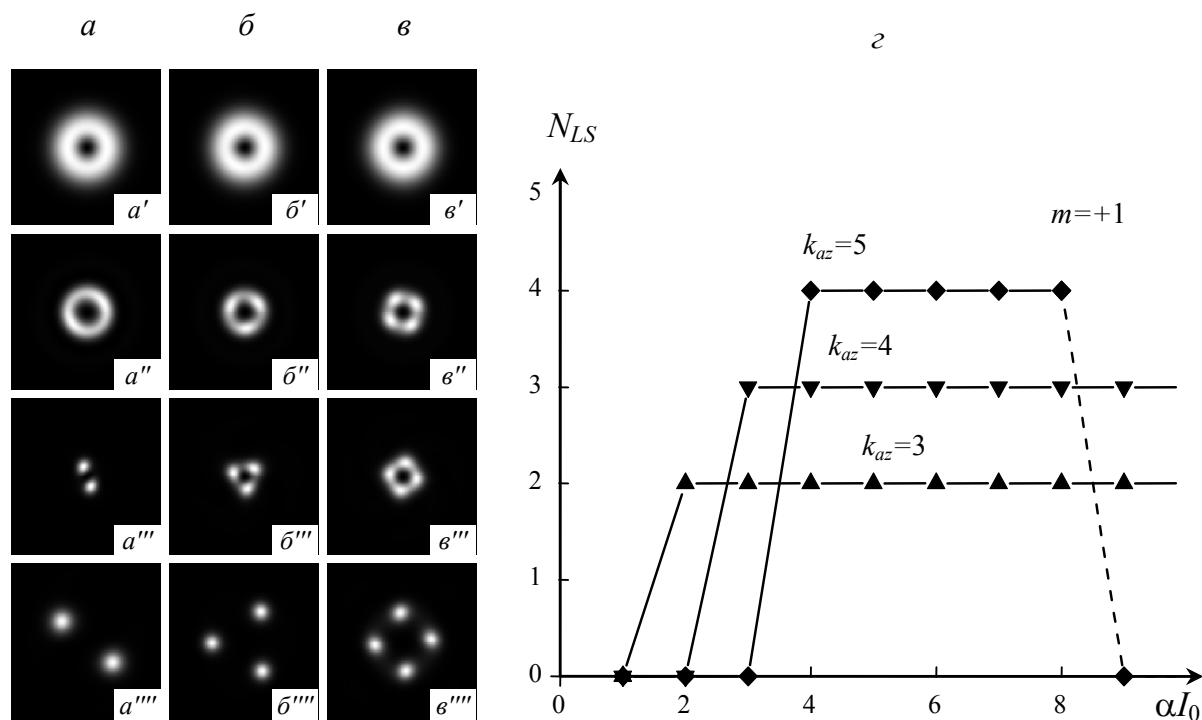 а б в г
а′ б′ в′
а″ б″ в″
а‴ б‴ в‴
а⁗ б⁗ в⁗
N_LS
5
m=+1
k_az=5
4
k_az=4
3
k_az=3
2
1
0
0 2 4 6 8 αI₀